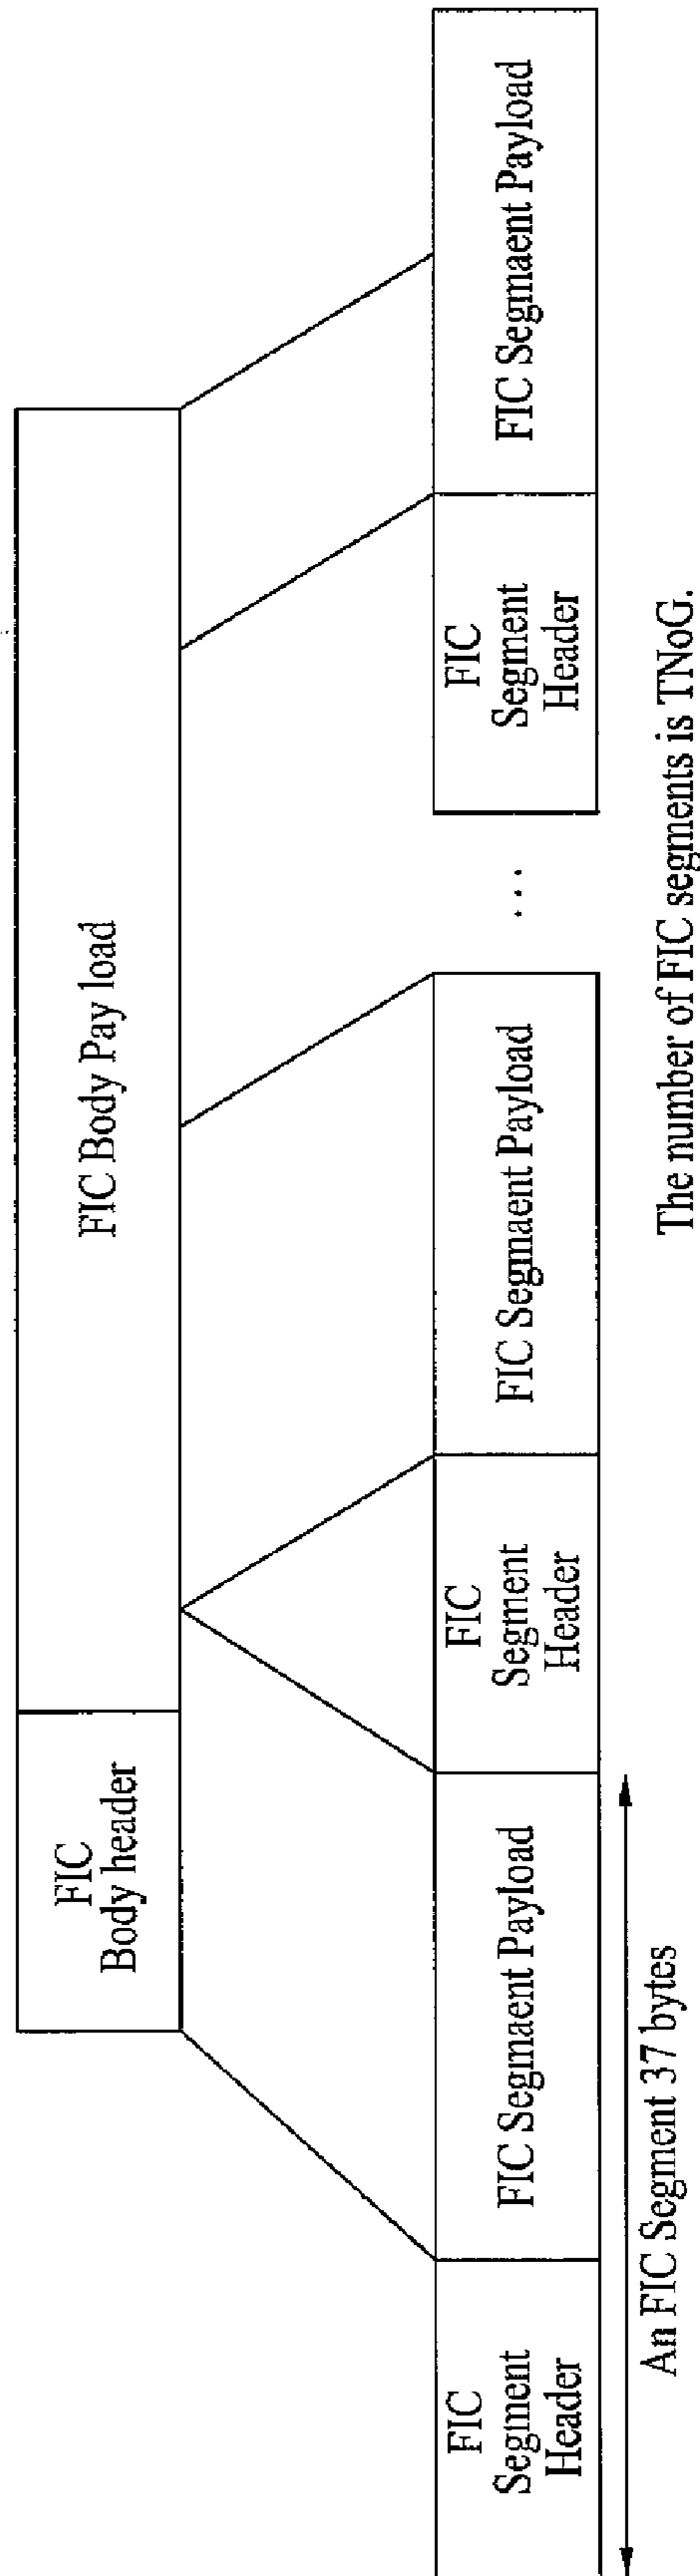 FIC
Body header
FIC Body Pay load
FIC
Segment
Header
FIC Segmaent Payload
FIC
Segment
Header
FIC Segmaent Payload
...
FIC
Segment
Header
FIC Segmaent Payload
An FIC Segment 37 bytes
The number of FIC segments is TNoG.